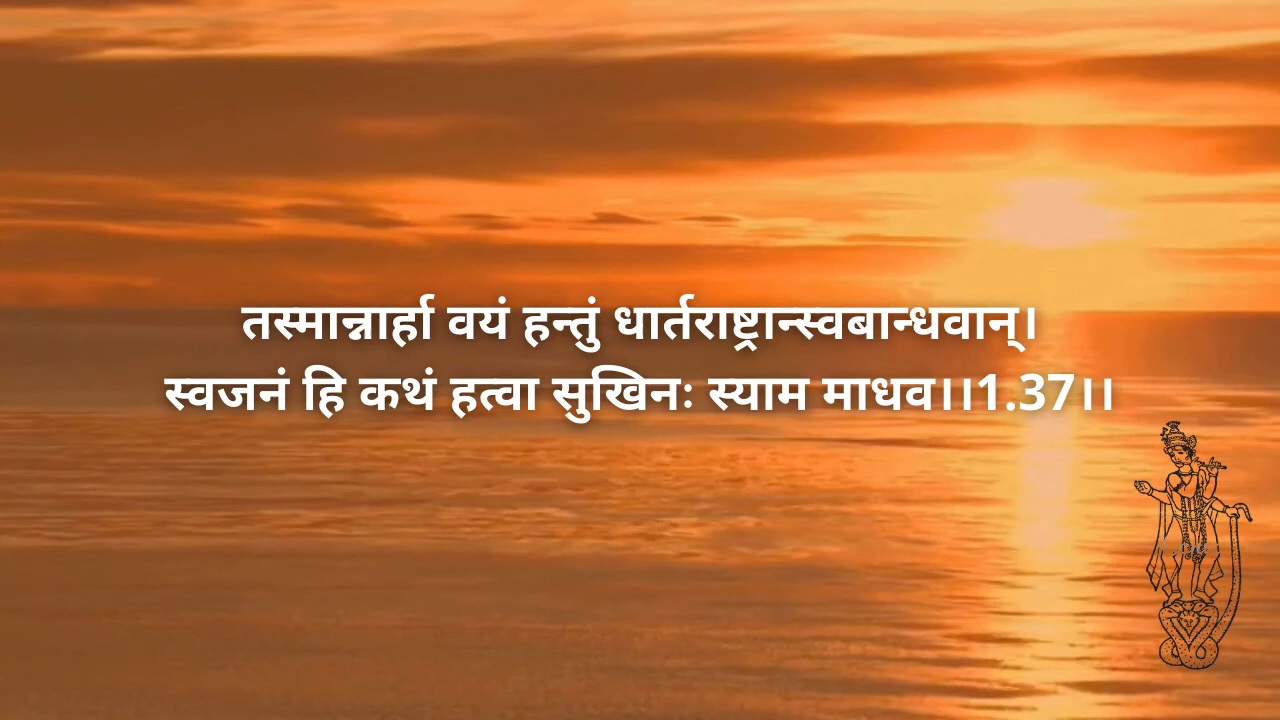 तस्मान्नार्हा वयं हन्तुं धार्तराष्ट्रान्स्वबान्धवान्।
स्वजनं हि कथं हत्वा सुखिनः स्याम माधव।।1.37।।